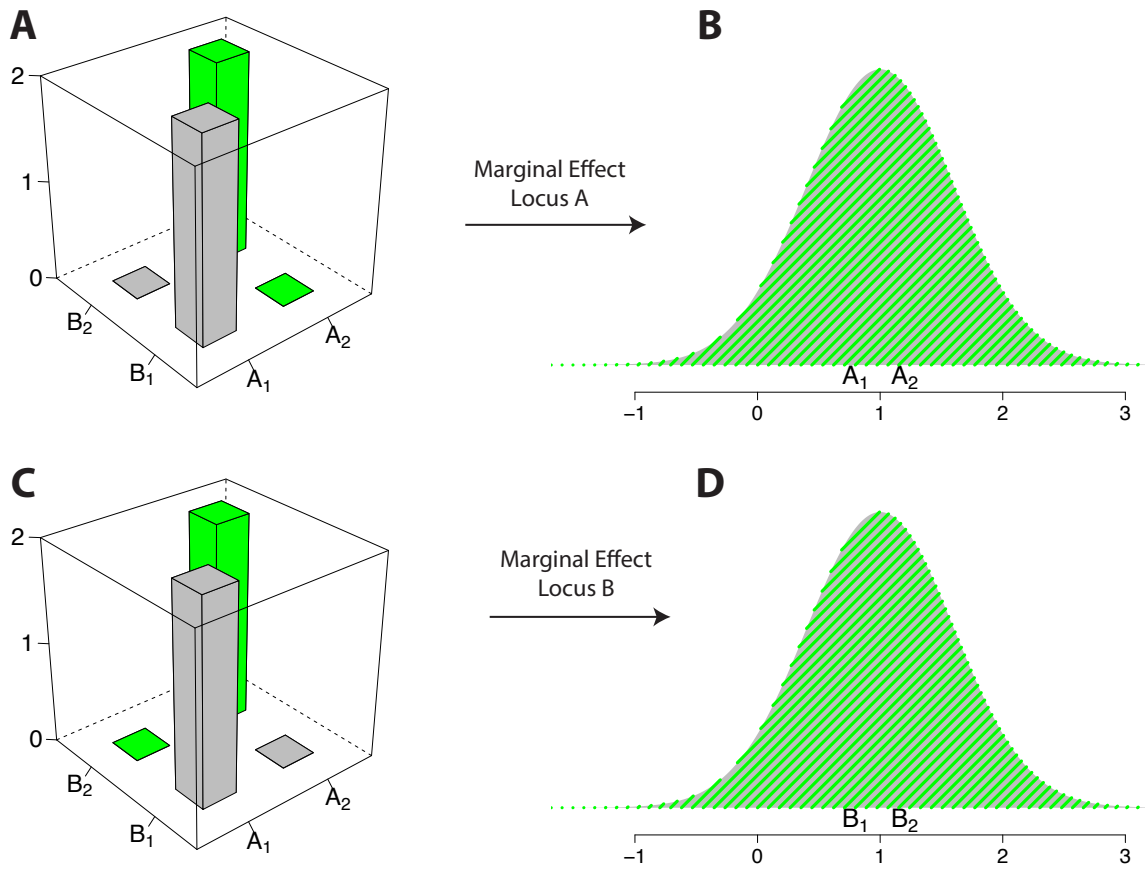 A
2
1
0
B₂
B₁
A₁
A₂
Marginal Effect
Locus A
B
A₁ A₂
−1 0 1 2 3
C
2
1
0
B₂
B₁
A₁
A₂
Marginal Effect
Locus B
D
B₁ B₂
−1 0 1 2 3